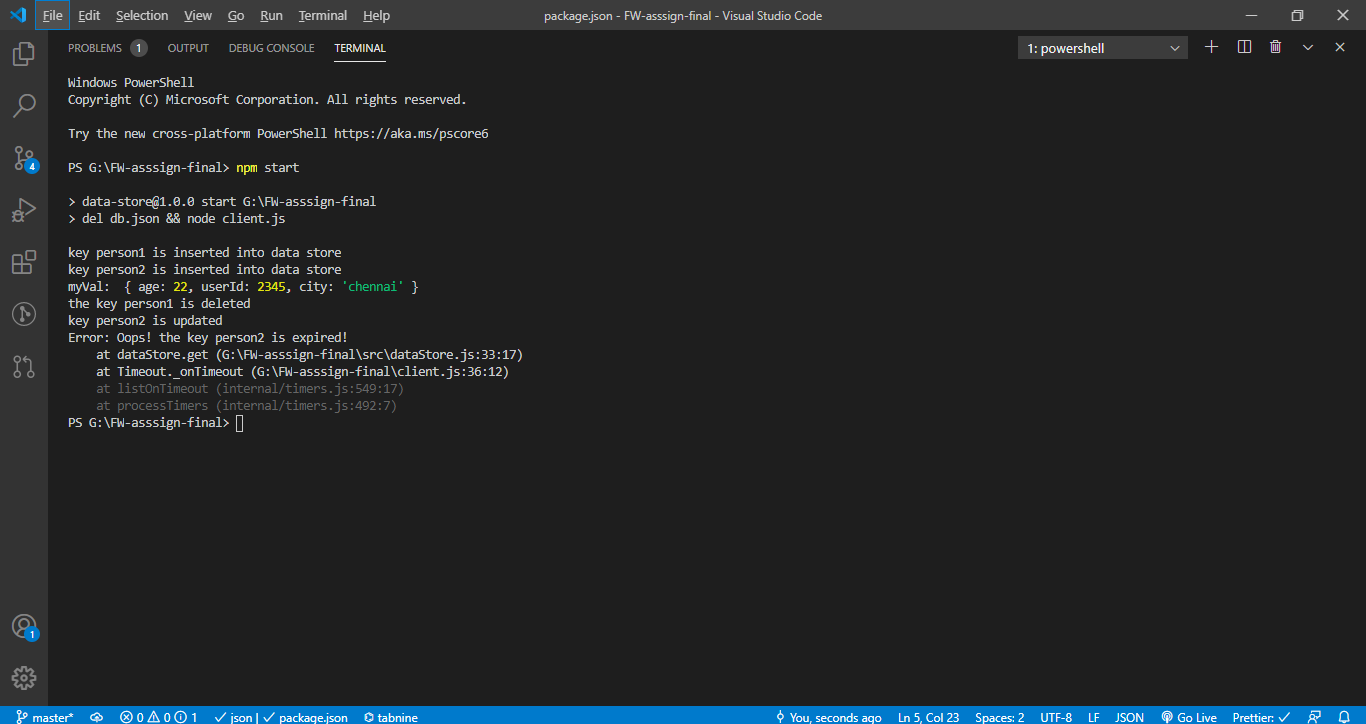 File Edit Selection View Go Run Terminal Help package.json - FW-asssign-final - Visual Studio Code
PROBLEMS 1 OUTPUT DEBUG CONSOLE TERMINAL 1: powershell
Windows PowerShell
Copyright (C) Microsoft Corporation. All rights reserved.
Try the new cross-platform PowerShell https://aka.ms/pscore6
PS G:\FW-asssign-final> npm start
> data-store@1.0.0 start G:\FW-asssign-final
> del db.json && node client.js
key person1 is inserted into data store
key person2 is inserted into data store
myVal:  { age: 22, userId: 2345, city: 'chennai' }
the key person1 is deleted
key person2 is updated
Error: Oops! the key person2 is expired!
    at dataStore.get (G:\FW-asssign-final\src\dataStore.js:33:17)
    at Timeout._onTimeout (G:\FW-asssign-final\client.js:36:12)
    at listOnTimeout (internal/timers.js:549:17)
    at processTimers (internal/timers.js:492:7)
PS G:\FW-asssign-final>
4
1
master* 0 0 1 json | package.json tabnine You, seconds ago Ln 5, Col 23 Spaces: 2 UTF-8 LF JSON Go Live Prettier: